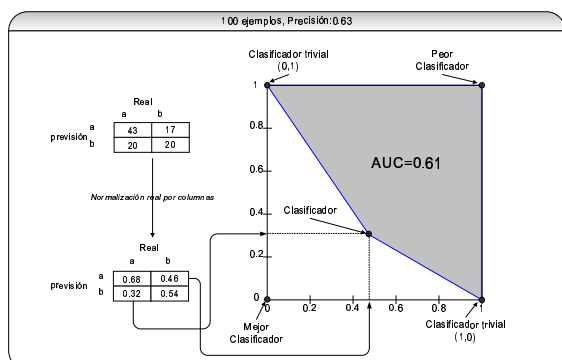 100 ejemplos, Precisión:0.63
Clasificador trivial
(0,1)
Peor
Clasificador
Real
a b
previsión
a 43 17
b 20 20
Normalización real por columnas
Real
a b
previsión
a 0.68 0.46
b 0.32 0.54
1
0.8
0.6
0.4
0.2
0
0 0.2 0.4 0.6 0.8 1
AUC=0.61
Clasificador
Mejor
Clasificador
Clasificador trivial
(1,0)